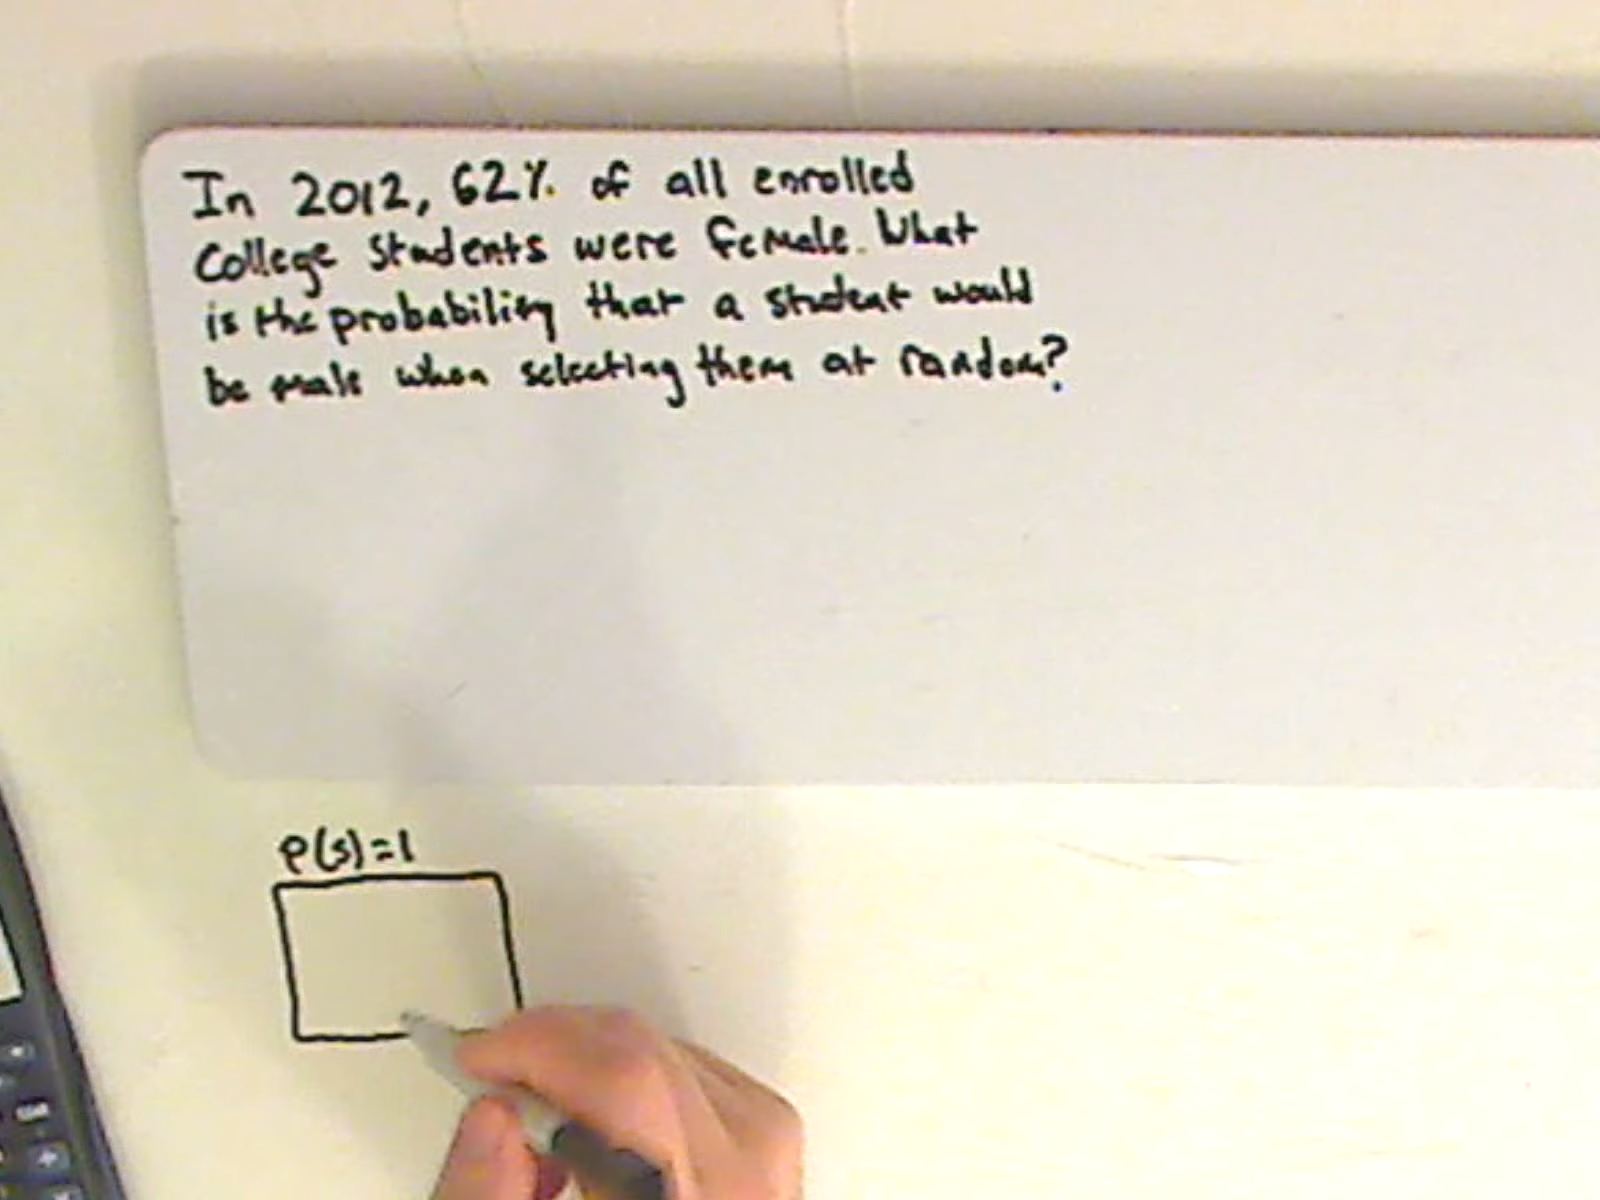 In 2012, 62% of all enrolled
College Students were female. What
is the probability that a student would
be male when selecting them at random?
P(s)=1